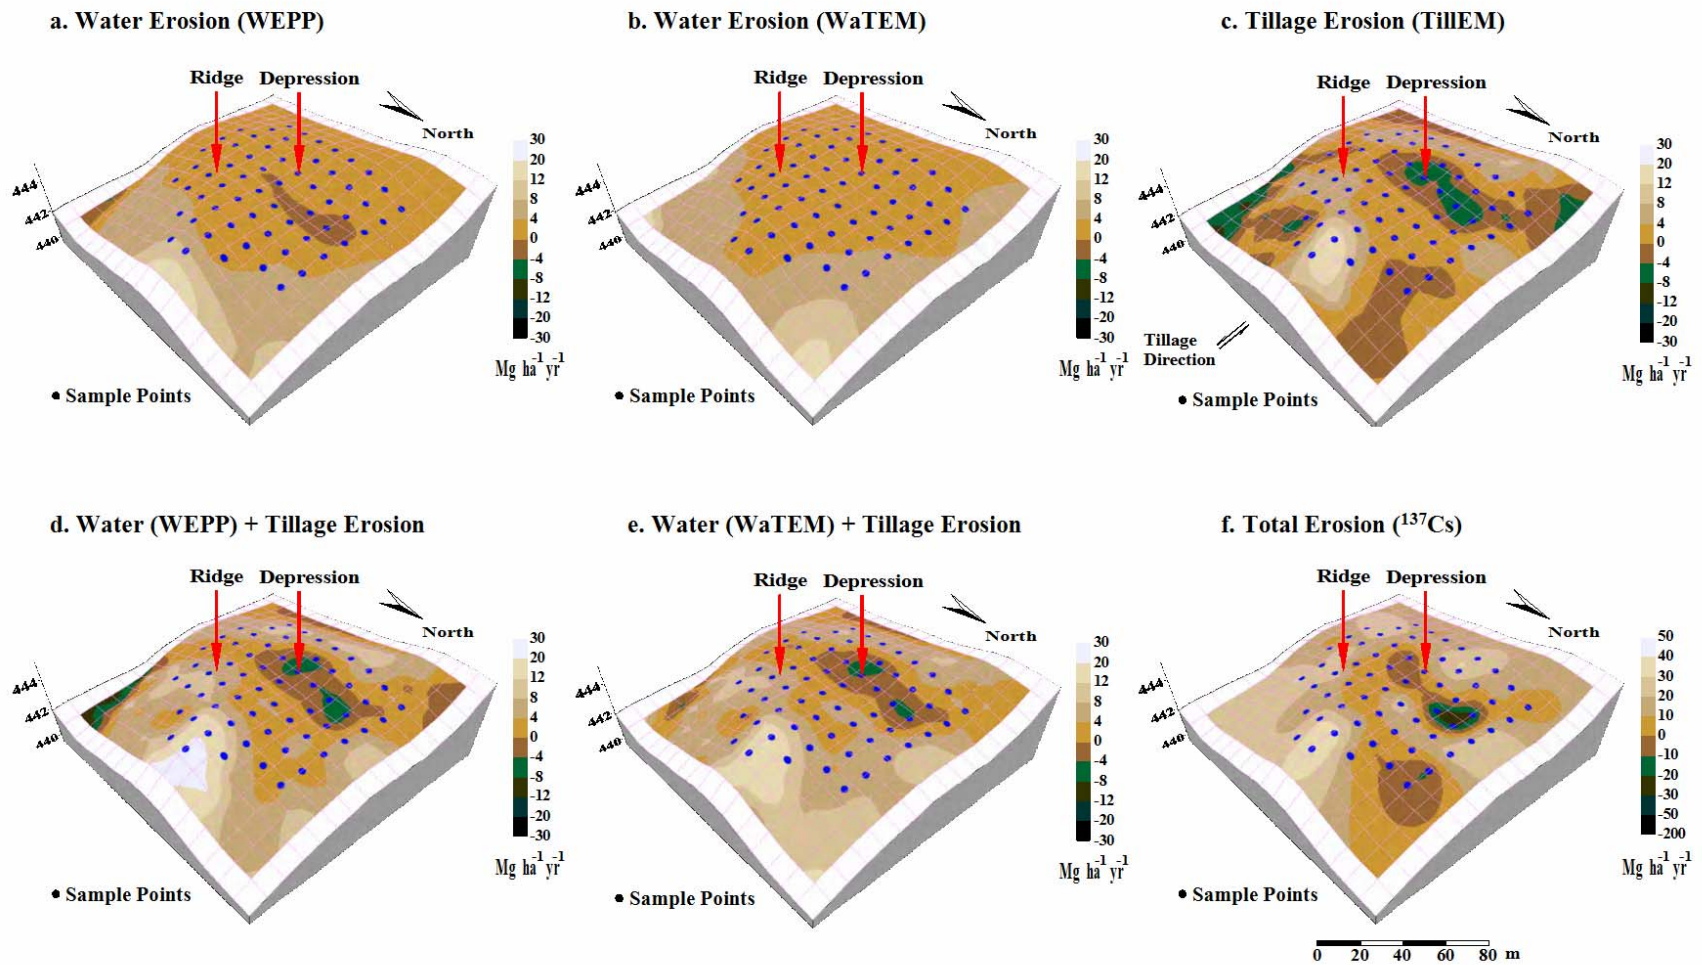 a. Water Erosion (WEPP)
b. Water Erosion (WaTEM)
c. Tillage Erosion (TillEM)
Ridge Depression
North
444
442
440
30
20
12
8
4
0
-4
-8
-12
-20
-30
Mg ha-1 yr-1
Sample Points
Ridge Depression
North
444
442
440
30
20
12
8
4
0
-4
-8
-12
-20
-30
Mg ha-1 yr-1
Sample Points
Ridge Depression
North
444
442
440
30
20
12
8
4
0
-4
-8
-12
-20
-30
Mg ha-1 yr-1
Tillage
Direction
Sample Points
d. Water (WEPP) + Tillage Erosion
e. Water (WaTEM) + Tillage Erosion
f. Total Erosion (137Cs)
Ridge Depression
North
444
442
440
30
20
12
8
4
0
-4
-8
-12
-20
-30
Mg ha-1 yr-1
Sample Points
Ridge Depression
North
444
442
440
30
20
12
8
4
0
-4
-8
-12
-20
-30
Mg ha-1 yr-1
Sample Points
Ridge Depression
North
444
442
440
50
40
30
20
10
0
-10
-20
-30
-50
-200
Mg ha-1 yr-1
Sample Points
0 20 40 60 80 m